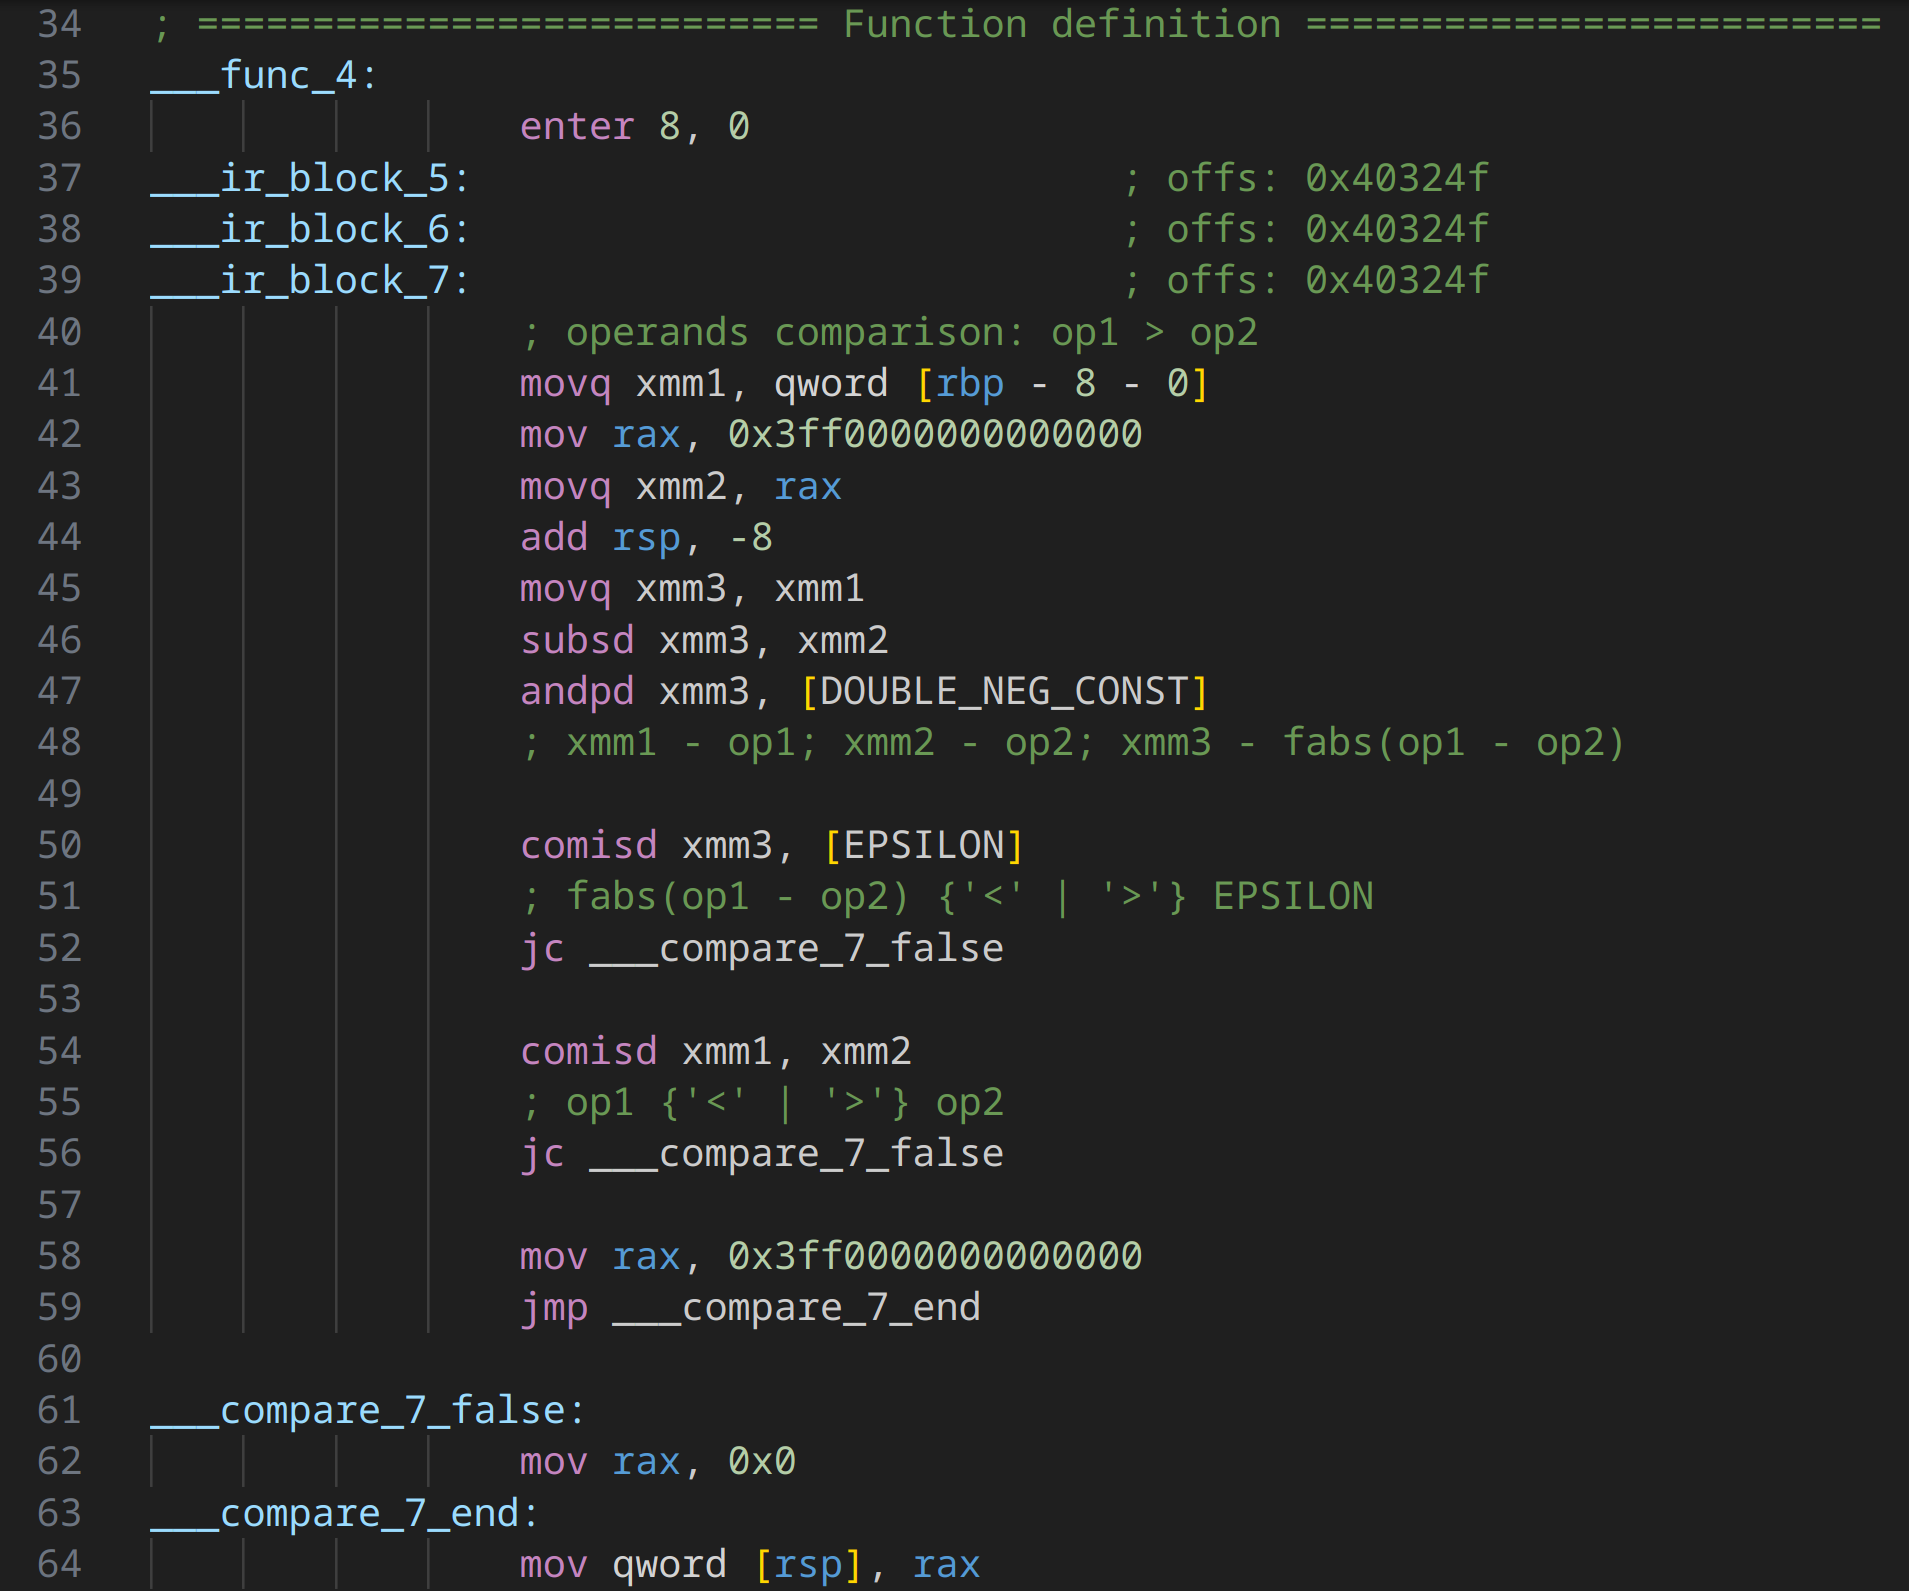 34 ; =========================== Function definition =========================
35 ___func_4:
36 enter 8, 0
37 ___ir_block_5: ; offs: 0x40324f
38 ___ir_block_6: ; offs: 0x40324f
39 ___ir_block_7: ; offs: 0x40324f
40 ; operands comparison: op1 > op2
41 movq xmm1, qword [rbp - 8 - 0]
42 mov rax, 0x3ff0000000000000
43 movq xmm2, rax
44 add rsp, -8
45 movq xmm3, xmm1
46 subsd xmm3, xmm2
47 andpd xmm3, [DOUBLE_NEG_CONST]
48 ; xmm1 - op1; xmm2 - op2; xmm3 - fabs(op1 - op2)
49
50 comisd xmm3, [EPSILON]
51 ; fabs(op1 - op2) {'<' | '>'} EPSILON
52 jc ___compare_7_false
53
54 comisd xmm1, xmm2
55 ; op1 {'<' | '>'} op2
56 jc ___compare_7_false
57
58 mov rax, 0x3ff0000000000000
59 jmp ___compare_7_end
60
61 ___compare_7_false:
62 mov rax, 0x0
63 ___compare_7_end:
64 mov qword [rsp], rax